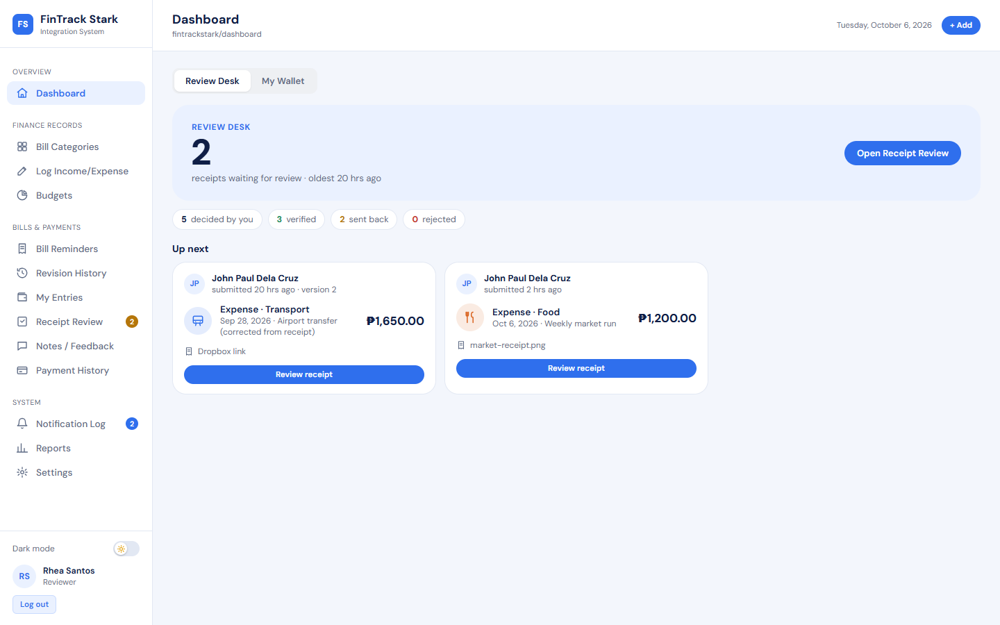 FS
FinTrack Stark
Integration System
OVERVIEW
Dashboard
FINANCE RECORDS
Bill Categories
Log Income/Expense
Budgets
BILLS & PAYMENTS
Bill Reminders
Revision History
My Entries
Receipt Review 2
Notes / Feedback
Payment History
SYSTEM
Notification Log 2
Reports
Settings
Dark mode
RS
Rhea Santos
Reviewer
Log out
Dashboard
fintrackstark/dashboard
Tuesday, October 6, 2026
+ Add
Review Desk My Wallet
REVIEW DESK
2
receipts waiting for review · oldest 20 hrs ago
Open Receipt Review
5 decided by you 3 verified 2 sent back 0 rejected
Up next
JP
John Paul Dela Cruz
submitted 20 hrs ago · version 2
Expense · Transport
Sep 28, 2026 · Airport transfer
(corrected from receipt)
₱1,650.00
Dropbox link
Review receipt
JP
John Paul Dela Cruz
submitted 2 hrs ago
Expense · Food
Oct 6, 2026 · Weekly market run
₱1,200.00
market-receipt.png
Review receipt